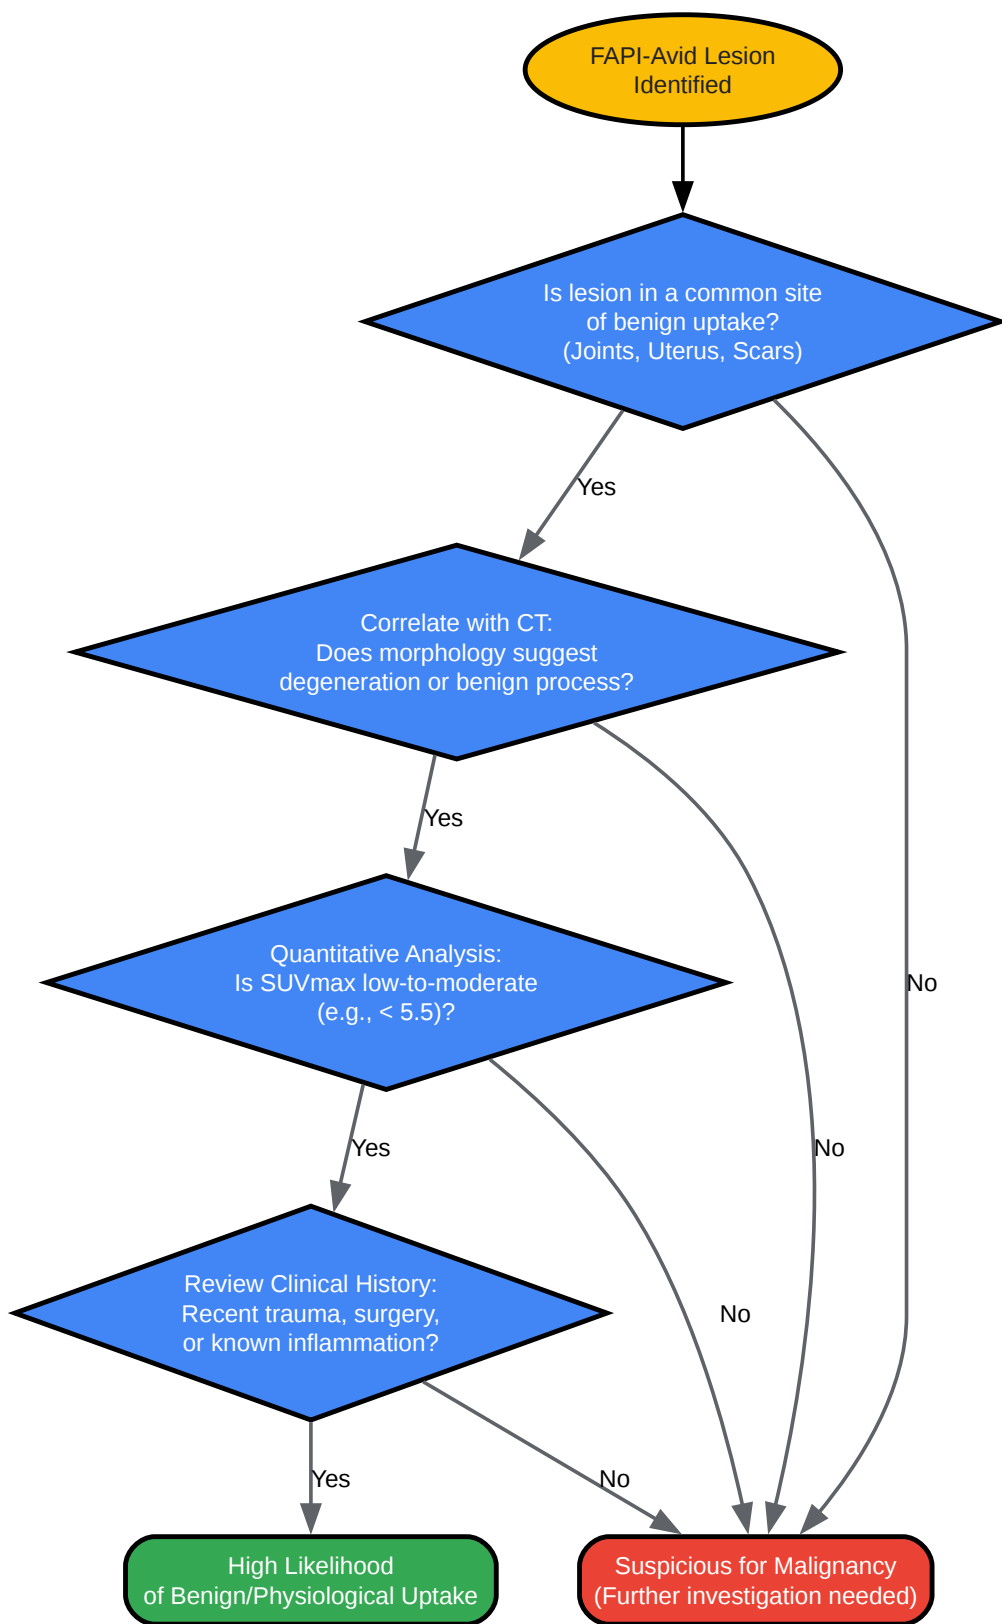 FAPI-Avid Lesion
Identified
Is lesion in a common site
of benign uptake?
(Joints, Uterus, Scars)
Yes
Correlate with CT:
Does morphology suggest
degeneration or benign process?
Yes
Quantitative Analysis:
Is SUVmax low-to-moderate
(e.g., < 5.5)?
No
Yes
No
Review Clinical History:
Recent trauma, surgery,
or known inflammation?
No
Yes
No
High Likelihood
of Benign/Physiological Uptake
Suspicious for Malignancy
(Further investigation needed)